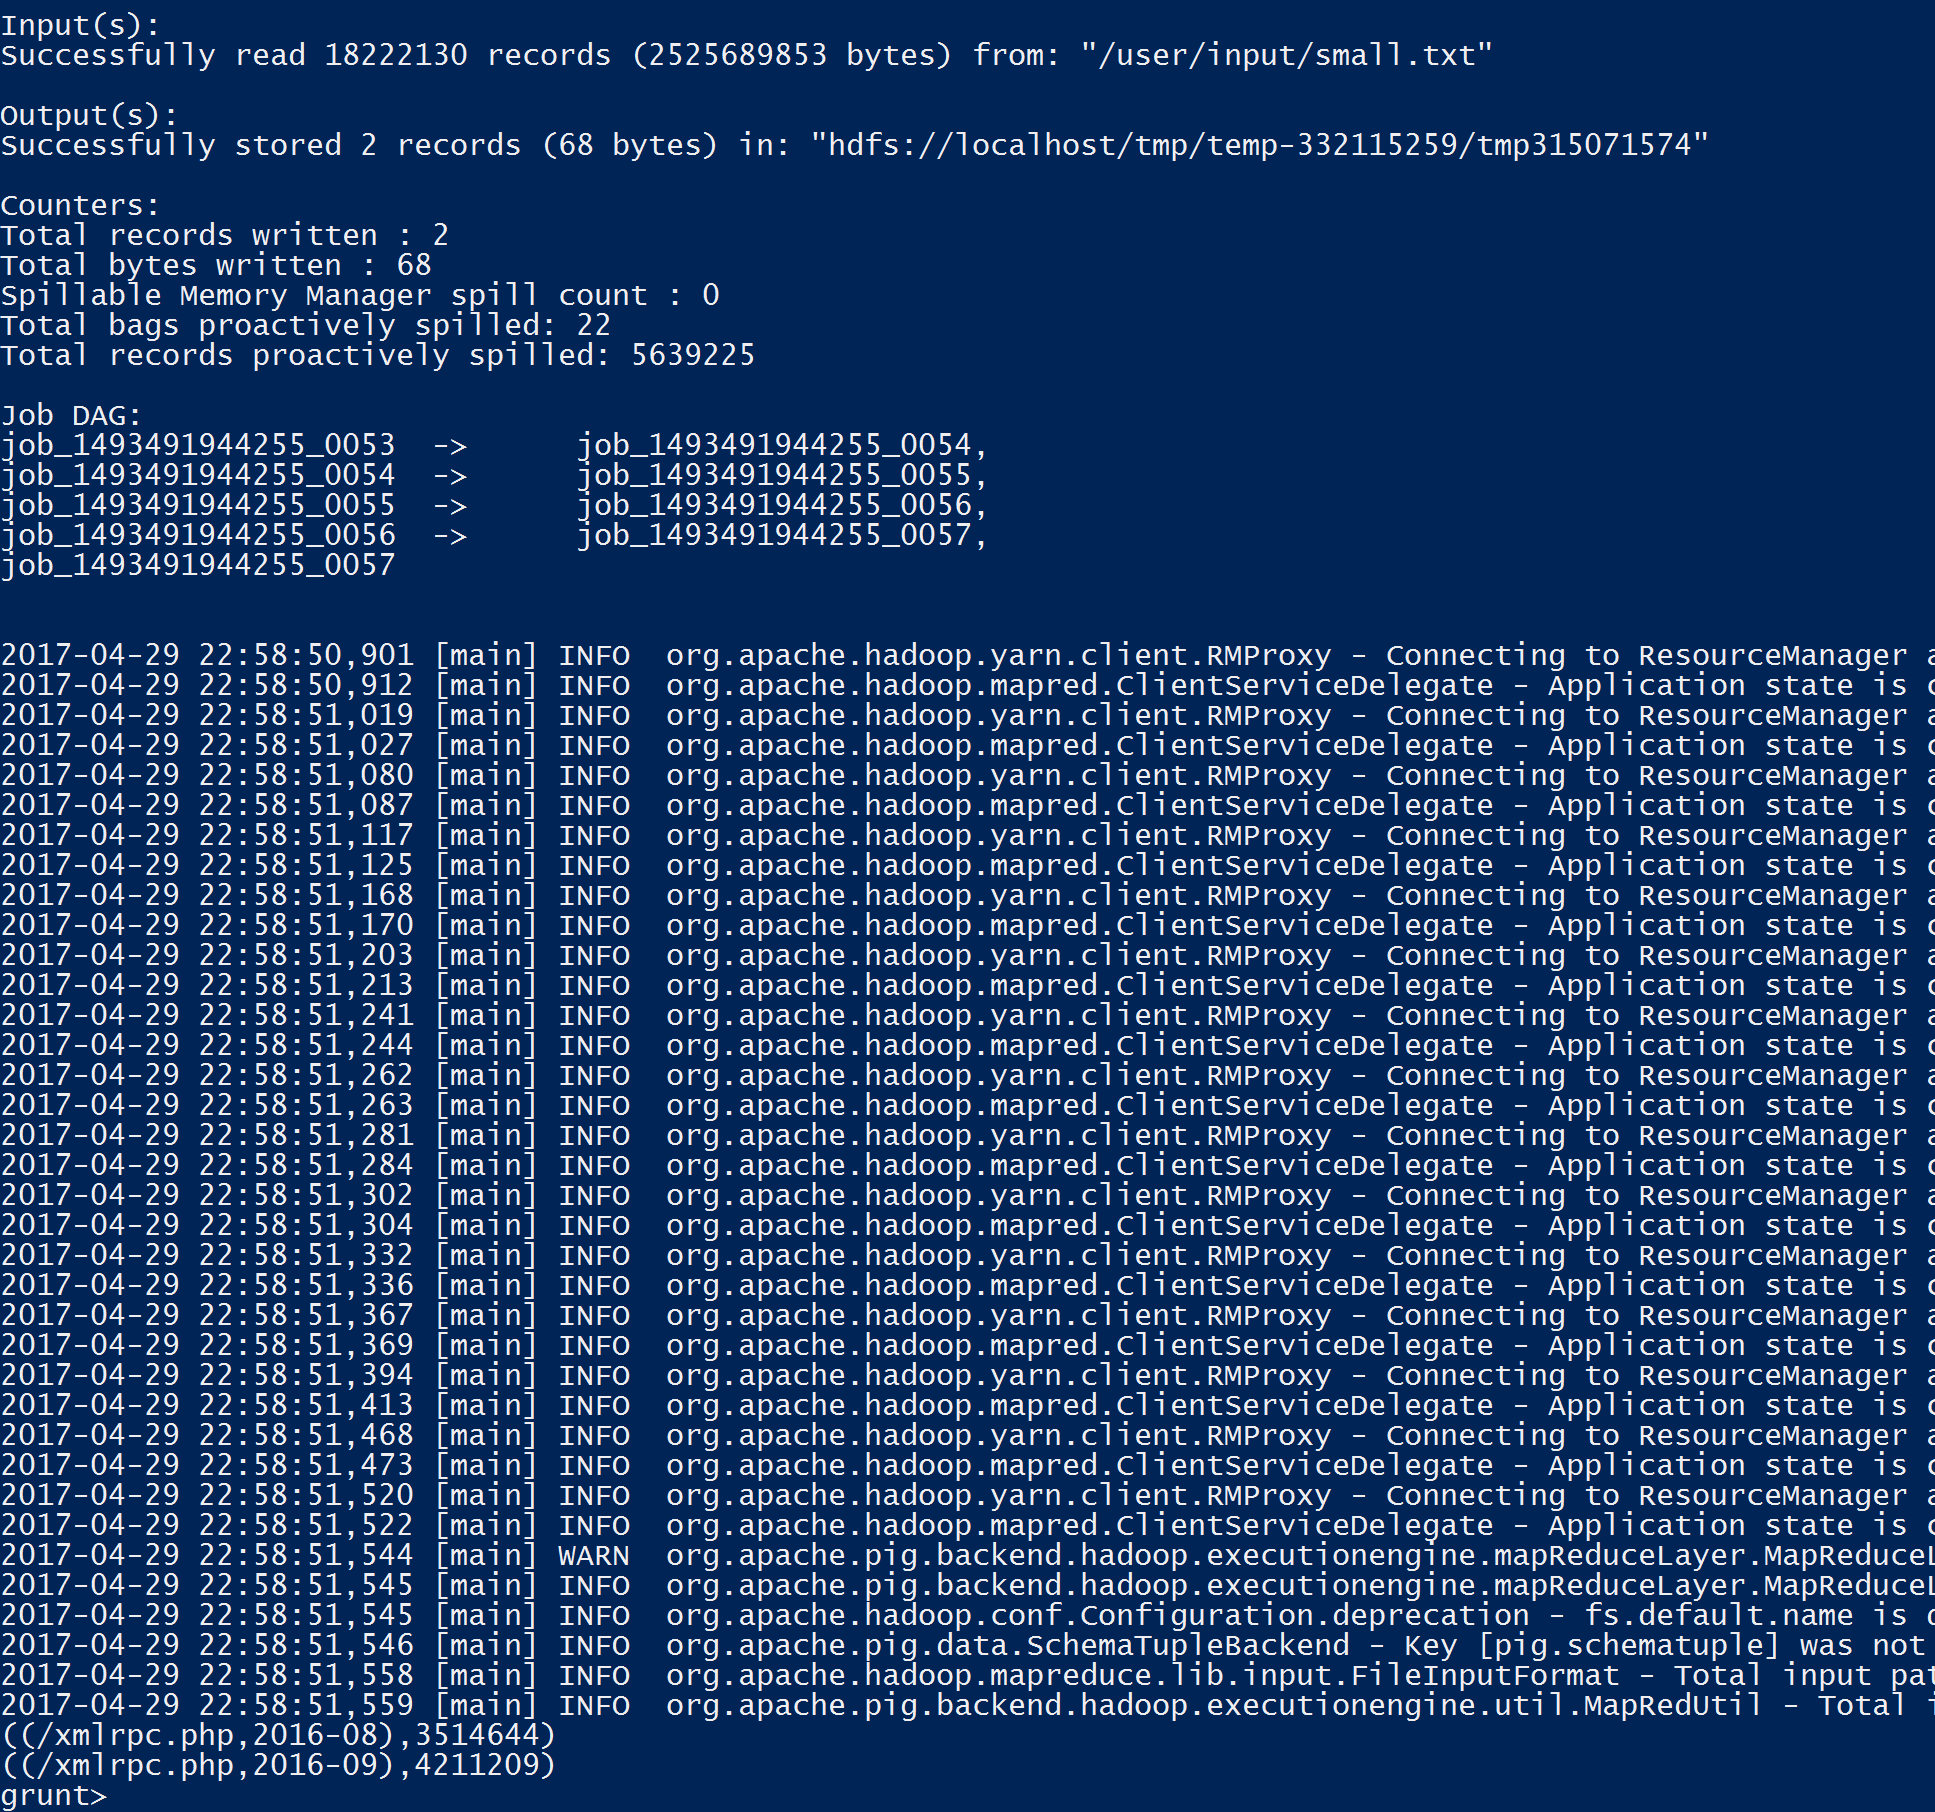 Input(s):
Successfully read 18222130 records (2525689853 bytes) from: "/user/input/small.txt"
Output(s):
Successfully stored 2 records (68 bytes) in: "hdfs://localhost/tmp/temp-332115259/tmp315071574"
Counters:
Total records written : 2
Total bytes written : 68
Spillable Memory Manager spill count : 0
Total bags proactively spilled: 22
Total records proactively spilled: 5639225
Job DAG:
job_1493491944255_0053  ->      job_1493491944255_0054,
job_1493491944255_0054  ->      job_1493491944255_0055,
job_1493491944255_0055  ->      job_1493491944255_0056,
job_1493491944255_0056  ->      job_1493491944255_0057,
job_1493491944255_0057
2017-04-29 22:58:50,901 [main] INFO  org.apache.hadoop.yarn.client.RMProxy - Connecting to ResourceManager
2017-04-29 22:58:50,912 [main] INFO  org.apache.hadoop.mapred.ClientServiceDelegate - Application state is
2017-04-29 22:58:51,019 [main] INFO  org.apache.hadoop.yarn.client.RMProxy - Connecting to ResourceManager
2017-04-29 22:58:51,027 [main] INFO  org.apache.hadoop.mapred.ClientServiceDelegate - Application state is
2017-04-29 22:58:51,080 [main] INFO  org.apache.hadoop.yarn.client.RMProxy - Connecting to ResourceManager
2017-04-29 22:58:51,087 [main] INFO  org.apache.hadoop.mapred.ClientServiceDelegate - Application state is
2017-04-29 22:58:51,117 [main] INFO  org.apache.hadoop.yarn.client.RMProxy - Connecting to ResourceManager
2017-04-29 22:58:51,125 [main] INFO  org.apache.hadoop.mapred.ClientServiceDelegate - Application state is
2017-04-29 22:58:51,168 [main] INFO  org.apache.hadoop.yarn.client.RMProxy - Connecting to ResourceManager
2017-04-29 22:58:51,170 [main] INFO  org.apache.hadoop.mapred.ClientServiceDelegate - Application state is
2017-04-29 22:58:51,203 [main] INFO  org.apache.hadoop.yarn.client.RMProxy - Connecting to ResourceManager
2017-04-29 22:58:51,213 [main] INFO  org.apache.hadoop.mapred.ClientServiceDelegate - Application state is
2017-04-29 22:58:51,241 [main] INFO  org.apache.hadoop.yarn.client.RMProxy - Connecting to ResourceManager
2017-04-29 22:58:51,244 [main] INFO  org.apache.hadoop.mapred.ClientServiceDelegate - Application state is
2017-04-29 22:58:51,262 [main] INFO  org.apache.hadoop.yarn.client.RMProxy - Connecting to ResourceManager
2017-04-29 22:58:51,263 [main] INFO  org.apache.hadoop.mapred.ClientServiceDelegate - Application state is
2017-04-29 22:58:51,281 [main] INFO  org.apache.hadoop.yarn.client.RMProxy - Connecting to ResourceManager
2017-04-29 22:58:51,284 [main] INFO  org.apache.hadoop.mapred.ClientServiceDelegate - Application state is
2017-04-29 22:58:51,302 [main] INFO  org.apache.hadoop.yarn.client.RMProxy - Connecting to ResourceManager
2017-04-29 22:58:51,304 [main] INFO  org.apache.hadoop.mapred.ClientServiceDelegate - Application state is
2017-04-29 22:58:51,332 [main] INFO  org.apache.hadoop.yarn.client.RMProxy - Connecting to ResourceManager
2017-04-29 22:58:51,336 [main] INFO  org.apache.hadoop.mapred.ClientServiceDelegate - Application state is
2017-04-29 22:58:51,367 [main] INFO  org.apache.hadoop.yarn.client.RMProxy - Connecting to ResourceManager
2017-04-29 22:58:51,369 [main] INFO  org.apache.hadoop.mapred.ClientServiceDelegate - Application state is
2017-04-29 22:58:51,394 [main] INFO  org.apache.hadoop.yarn.client.RMProxy - Connecting to ResourceManager
2017-04-29 22:58:51,413 [main] INFO  org.apache.hadoop.mapred.ClientServiceDelegate - Application state is
2017-04-29 22:58:51,468 [main] INFO  org.apache.hadoop.yarn.client.RMProxy - Connecting to ResourceManager
2017-04-29 22:58:51,473 [main] INFO  org.apache.hadoop.mapred.ClientServiceDelegate - Application state is
2017-04-29 22:58:51,520 [main] INFO  org.apache.hadoop.yarn.client.RMProxy - Connecting to ResourceManager
2017-04-29 22:58:51,522 [main] INFO  org.apache.hadoop.mapred.ClientServiceDelegate - Application state is
2017-04-29 22:58:51,544 [main] WARN  org.apache.pig.backend.hadoop.executionengine.mapReduceLayer.MapReduceL
2017-04-29 22:58:51,545 [main] INFO  org.apache.pig.backend.hadoop.executionengine.mapReduceLayer.MapReduceL
2017-04-29 22:58:51,545 [main] INFO  org.apache.hadoop.conf.Configuration.deprecation - fs.default.name is
2017-04-29 22:58:51,546 [main] INFO  org.apache.pig.data.SchemaTupleBackend - Key [pig.schematuple] was not
2017-04-29 22:58:51,558 [main] INFO  org.apache.hadoop.mapreduce.lib.input.FileInputFormat - Total input pat
2017-04-29 22:58:51,559 [main] INFO  org.apache.pig.backend.hadoop.executionengine.util.MapRedUtil - Total
((/xmlrpc.php,2016-08),3514644)
((/xmlrpc.php,2016-09),4211209)
grunt>